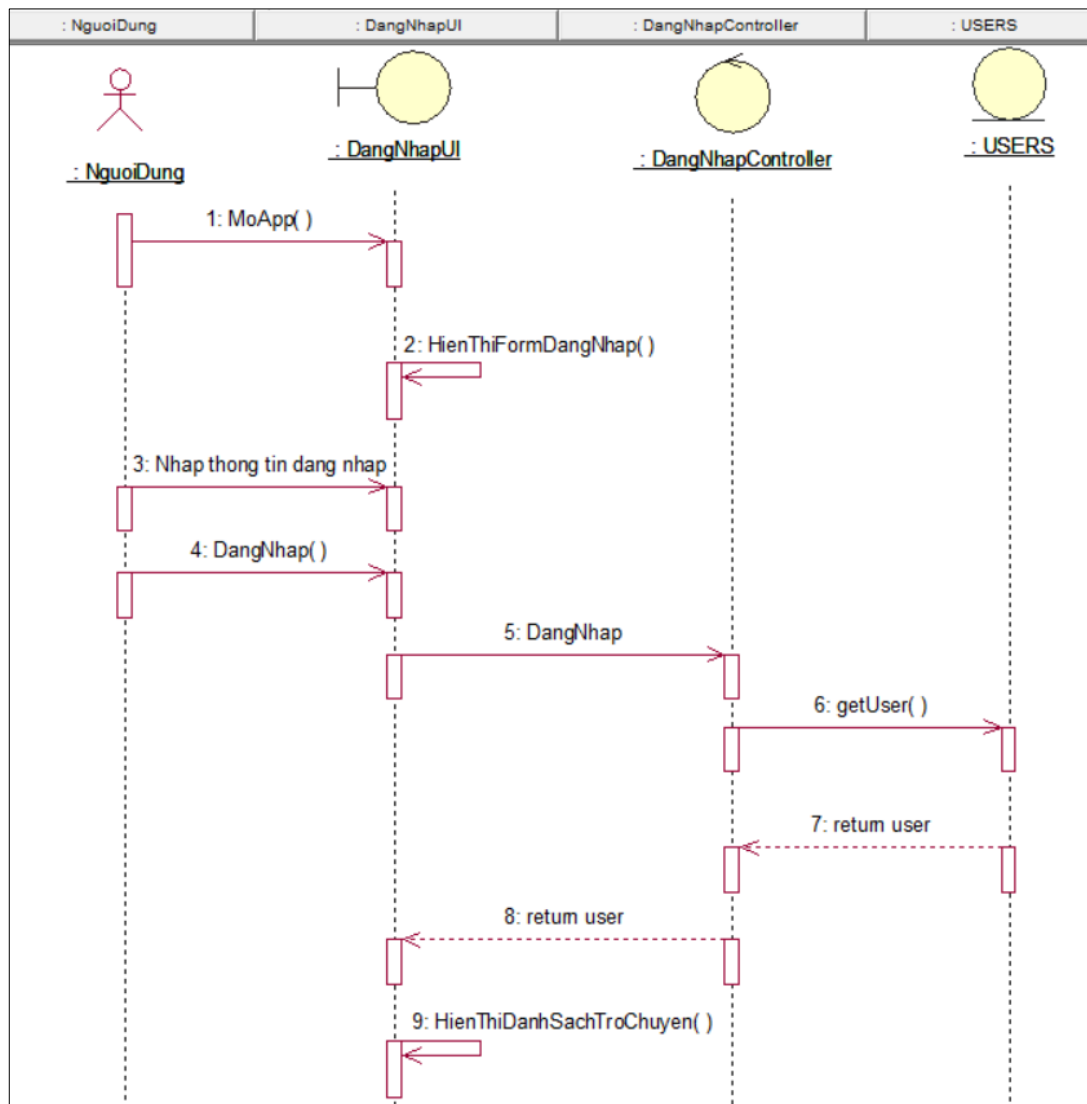 : NguoiDung
: DangNhapUI
: DangNhapController
: USERS
: NguoiDung
: DangNhapUI
: DangNhapController
: USERS
1: MoApp( )
2: HienThiFormDangNhap( )
3: Nhap thong tin dang nhap
4: DangNhap( )
5: DangNhap
6: getUser( )
7: return user
8: return user
9: HienThiDanhSachTroChuyen( )